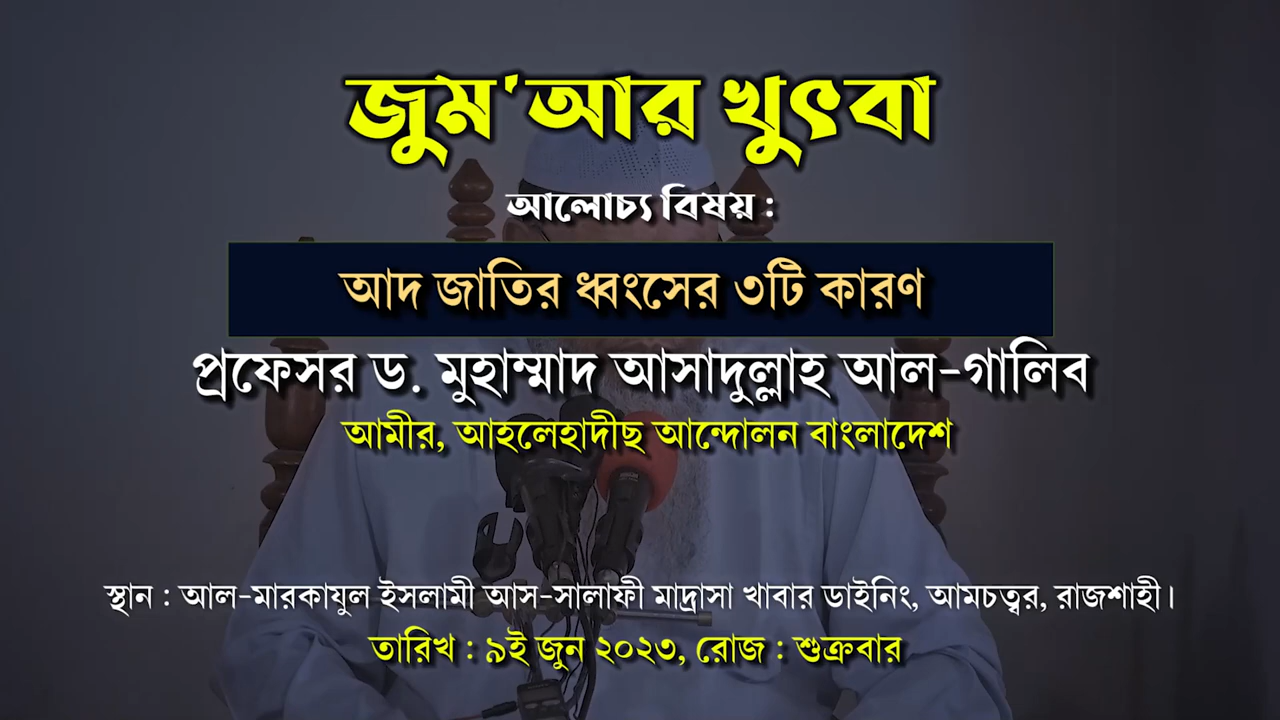 জুম'আর খুৎবা
আলোচ্য বিষয় :
আদ জাতির ধ্বংসের ৩টি কারণ
প্রফেসর ড. মুহাম্মাদ আসাদুল্লাহ আল-গালিব
আমীর, আহলেহাদীছ আন্দোলন বাংলাদেশ
স্থান : আল-মারকাযুল ইসলামী আস-সালাফী মাদ্রাসা খাবার ডাইনিং, আমচত্বর, রাজশাহী।
তারিখ : ৯ই জুন ২০২৩, রোজ : শুক্রবার